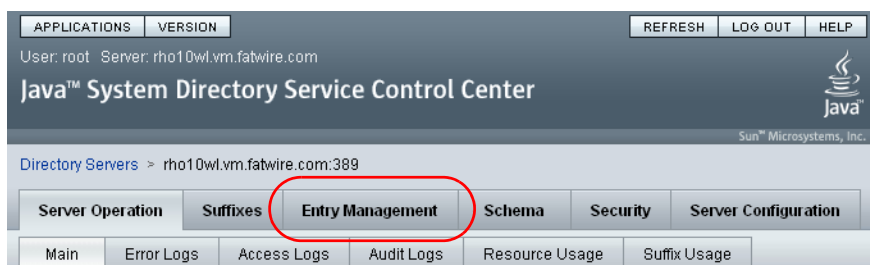 APPLICATIONS VERSION REFRESH LOG OUT HELP
User: root Server: rho10wl.vm.fatwire.com
Java™ System Directory Service Control Center
Java™
Sun™ Microsystems, Inc.
Directory Servers > rho10wl.vm.fatwire.com:389
Server Operation Suffixes Entry Management Schema Security Server Configuration
Main Error Logs Access Logs Audit Logs Resource Usage Suffix Usage